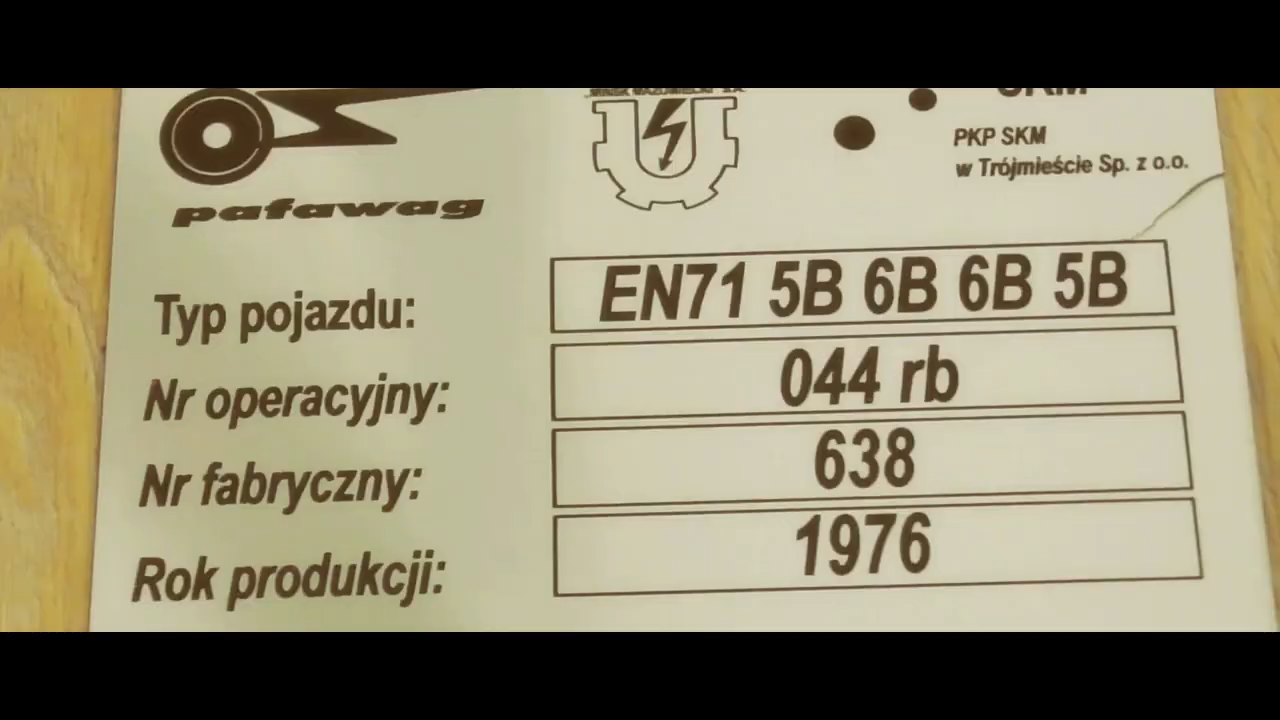 pafawag
SKM
PKP SKM
w Trójmieście Sp. z o.o.
Typ pojazdu: EN71 5B 6B 6B 5B
Nr operacyjny: 044 rb
Nr fabryczny: 638
Rok produkcji: 1976